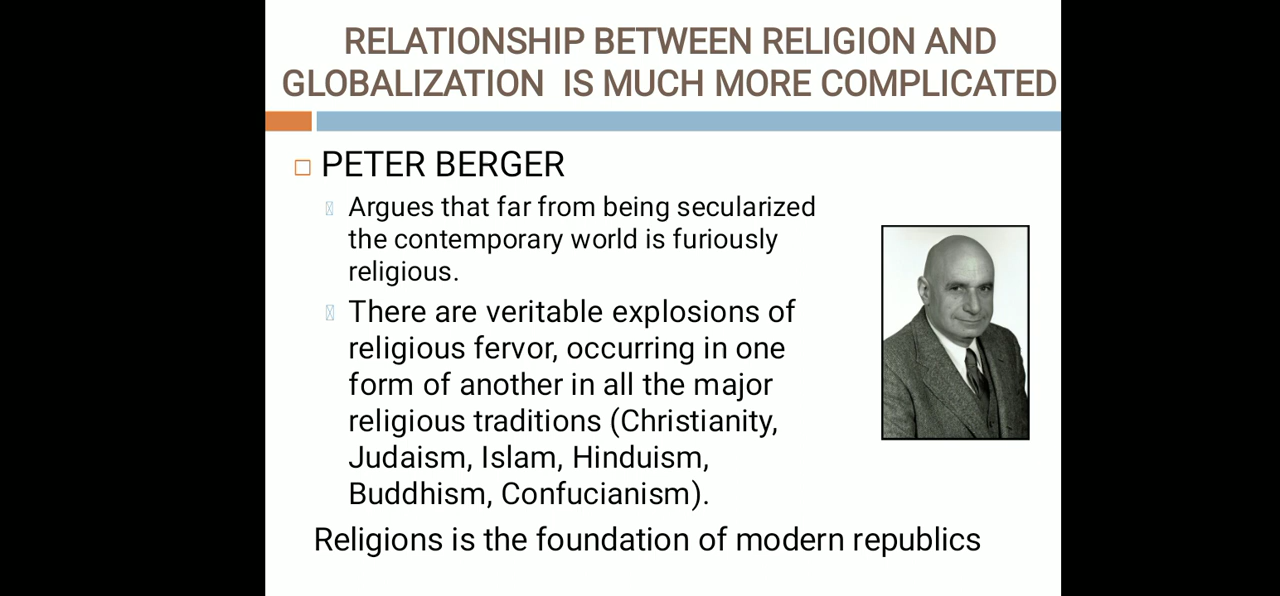 RELATIONSHIP BETWEEN RELIGION AND
GLOBALIZATION IS MUCH MORE COMPLICATED
PETER BERGER
Argues that far from being secularized
the contemporary world is furiously
religious.
There are veritable explosions of
religious fervor, occurring in one
form of another in all the major
religious traditions (Christianity,
Judaism, Islam, Hinduism,
Buddhism, Confucianism).
Religions is the foundation of modern republics